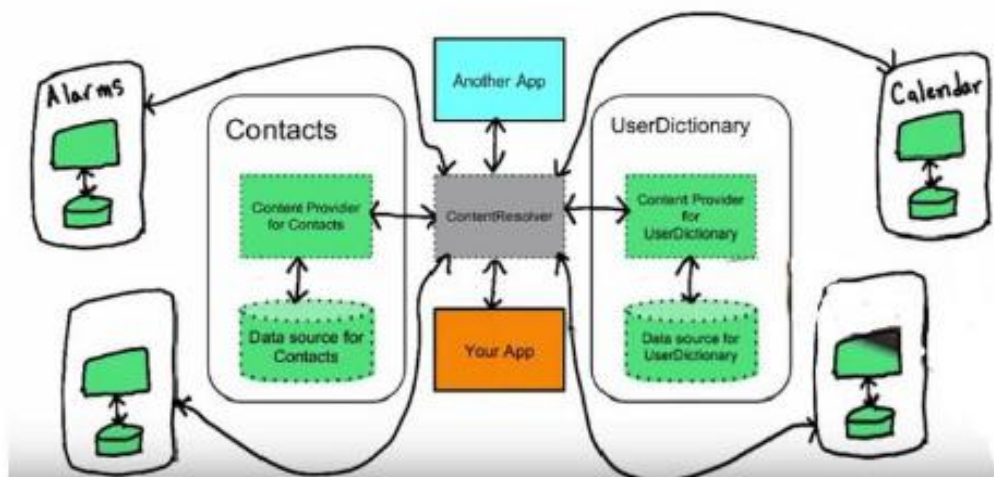 Alarms
Another App
Calendar
Contacts
UserDictionary
Content Provider
for Contacts
ContentResolver
Content Provider
for
UserDictionary
Data source for
Contacts
Your App
Data source for
UserDictionary